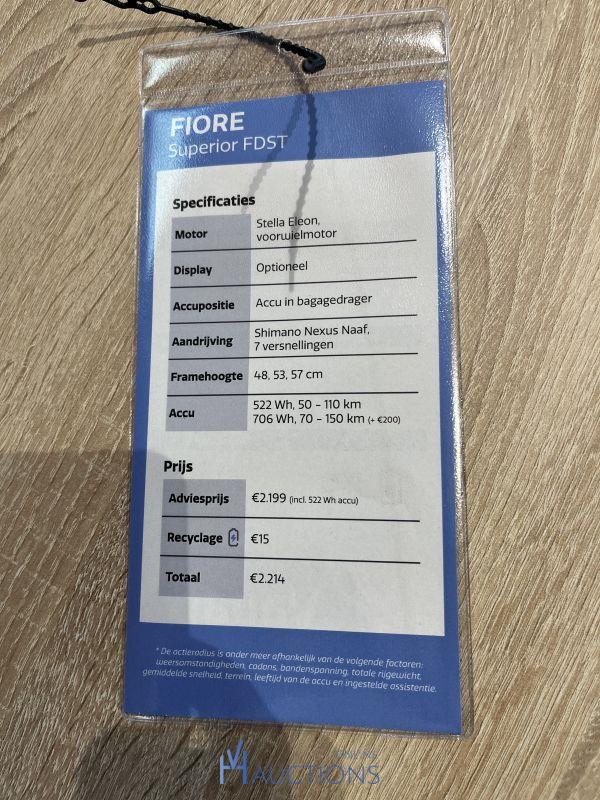 FIORE
Superior FDST
Specificaties
Motor Stella Eleon,
voorwielmotor
Display Optioneel
Accupositie Accu in bagagedrager
Aandrijving Shimano Nexus Naaf,
7 versnellingen
Framehoogte 48, 53, 57 cm
Accu 522 Wh, 50 - 110 km
706 Wh, 70 - 150 km (+ €200)
Prijs
Adviesprijs €2.199 (incl. 522 Wh accu)
Recyclage €15
Totaal €2.214
* De actieradius is onder meer afhankelijk van de volgende factoren:
weersomstandigheden, cadans, bandenspanning, totale rijgewicht,
gemiddelde snelheid, terrein, leeftijd van de accu en ingestelde assistentie.
AUCTIONS